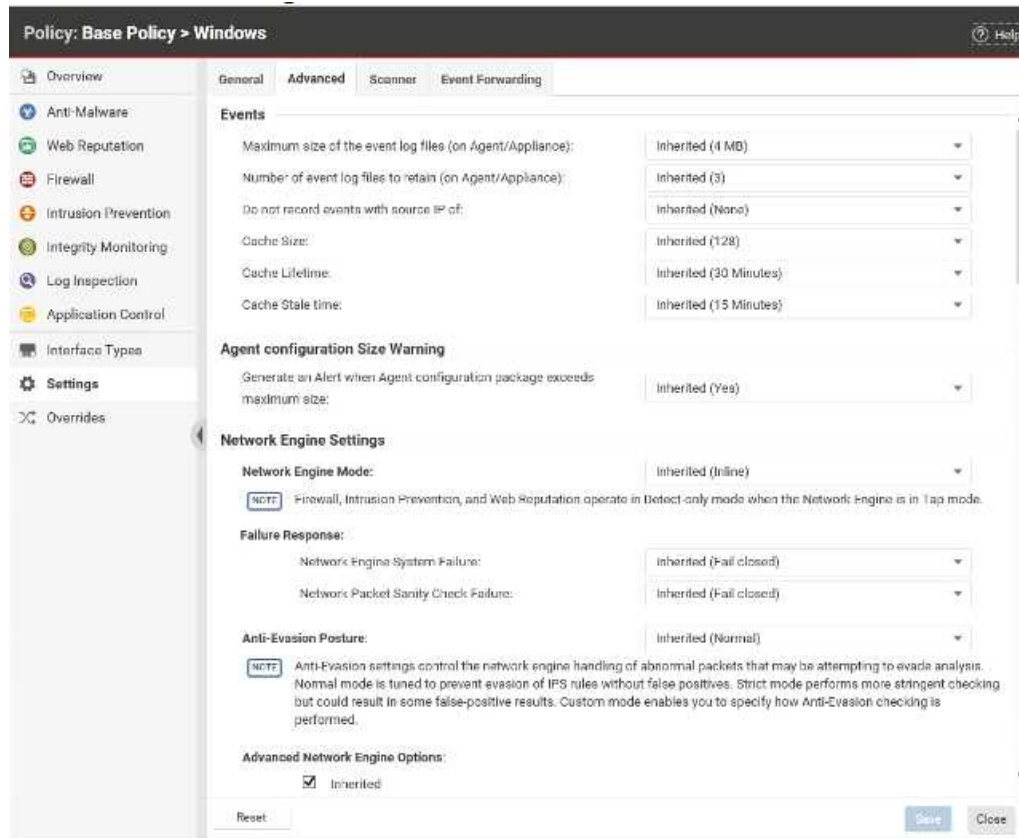 Policy: Base Policy > Windows
Help
Overview
Anti-Malware
Web Reputation
Firewall
Intrusion Prevention
Integrity Monitoring
Log Inspection
Application Control
Interface Types
Settings
Overrides
General Advanced Scanner Event Forwarding
Events
Maximum size of the event log files (on Agent/Appliance): Inherited (4 MB)
Number of event log files to retain (on Agent/Appliance): Inherited (3)
Do not record events with source IP of: Inherited (None)
Cache Size: Inherited (128)
Cache Lifetime: Inherited (30 Minutes)
Cache Stale time: Inherited (15 Minutes)
Agent configuration Size Warning
Generate an Alert when Agent configuration package exceeds
maximum size: Inherited (Yes)
Network Engine Settings
Network Engine Mode: Inherited (Inline)
NOTE Firewall, Intrusion Prevention, and Web Reputation operate in Detect-only mode when the Network Engine is in Tap mode.
Failure Response:
Network Engine System Failure: Inherited (Fail closed)
Network Packet Sanity Check Failure: Inherited (Fail closed)
Anti-Evasion Posture: Inherited (Normal)
NOTE Anti-Evasion settings control the network engine handling of abnormal packets that may be attempting to evade analysis.
Normal mode is tuned to prevent evasion of IPS rules without false positives. Strict mode performs more stringent checking
but could result in some false-positive results. Custom mode enables you to specify how Anti-Evasion checking is
performed.
Advanced Network Engine Options:
Inherited
Reset
Save Close